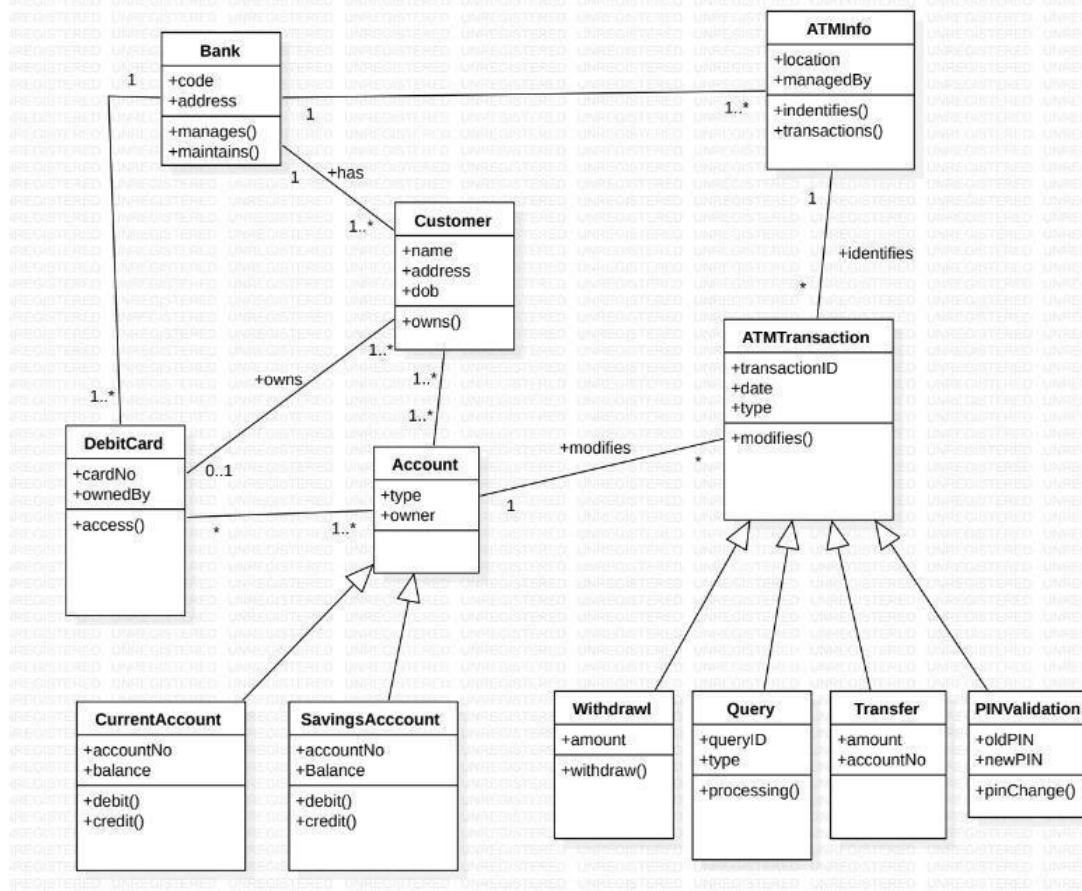 Bank
+code
+address
+manages()
+maintains()
ATMInfo
+location
+managedBy
+indentifies()
+transactions()
1
1
1..*
1
+has
1..*
Customer
+name
+address
+dob
+owns()
1
+identifies
*
1..*
+owns
0..1
1..*
1..*
1..*
DebitCard
+cardNo
+ownedBy
+access()
Account
+type
+owner
*
1..*
+modifies
1
*
ATMTransaction
+transactionID
+date
+type
+modifies()
CurrentAccount
+accountNo
+balance
+debit()
+credit()
SavingsAcccount
+accountNo
+Balance
+debit()
+credit()
Withdrawl
+amount
+withdraw()
Query
+queryID
+type
+processing()
Transfer
+amount
+accountNo
PINValidation
+oldPIN
+newPIN
+pinChange()
UNREGISTERED